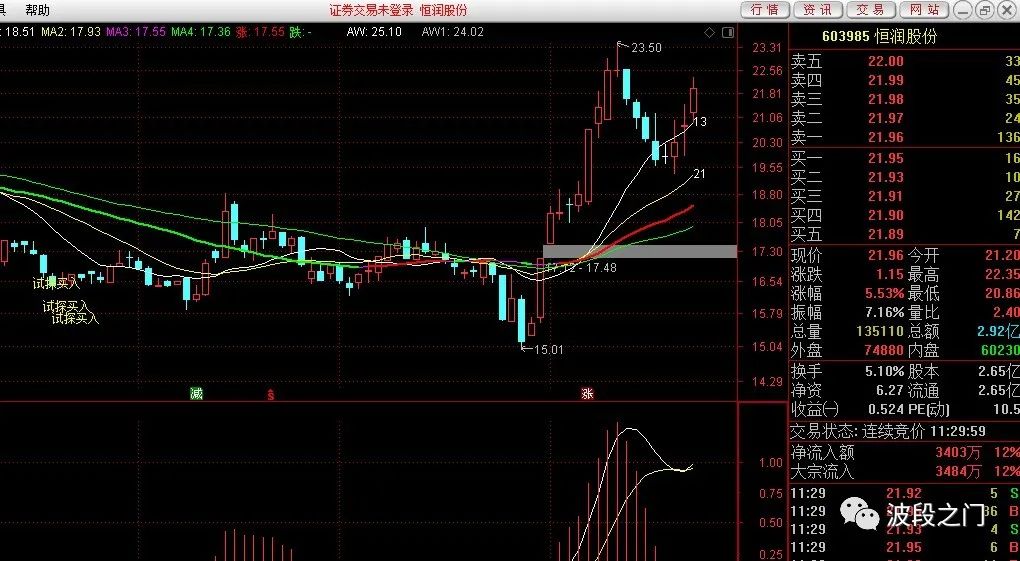 具 帮助 证券交易未登录 恒润股份 行情 资讯 交易 网站
: 18.51 MA2: 17.93 MA3: 17.55 MA4: 17.36 涨: 17.55 跌: - AW: 25.10 AW1: 24.02
23.50
13
21
17.12 - 17.48
15.01
试探买入
试探买入
试探买入
减
涨
23.31
22.56
21.81
21.06
20.30
19.55
18.80
18.05
17.30
16.54
15.79
15.04
14.29
1.00
0.75
0.50
0.25
603985 恒润股份
卖五 22.00 33
卖四 21.99 45
卖三 21.98 35
卖二 21.97 24
卖一 21.96 136
买一 21.95 16
买二 21.93 10
买三 21.91 27
买四 21.90 142
买五 21.89 7
现价 21.96 今开 21.20
涨跌 1.15 最高 22.35
涨幅 5.53% 最低 20.86
振幅 7.16% 量比 2.40
总量 135110 总额 2.92亿
外盘 74880 内盘 60230
换手 5.10% 股本 2.65亿
净资 6.27 流通 2.65亿
收益(一) 0.524 PE(动) 10.5
交易状态: 连续竞价 11:29:59
净流入额 3403万 12%
大宗流入 3484万 12%
11:29 21.92 5 S
11:29 36 B
11:29 21.93 4 S
11:29 21.95 6 B
波段之门